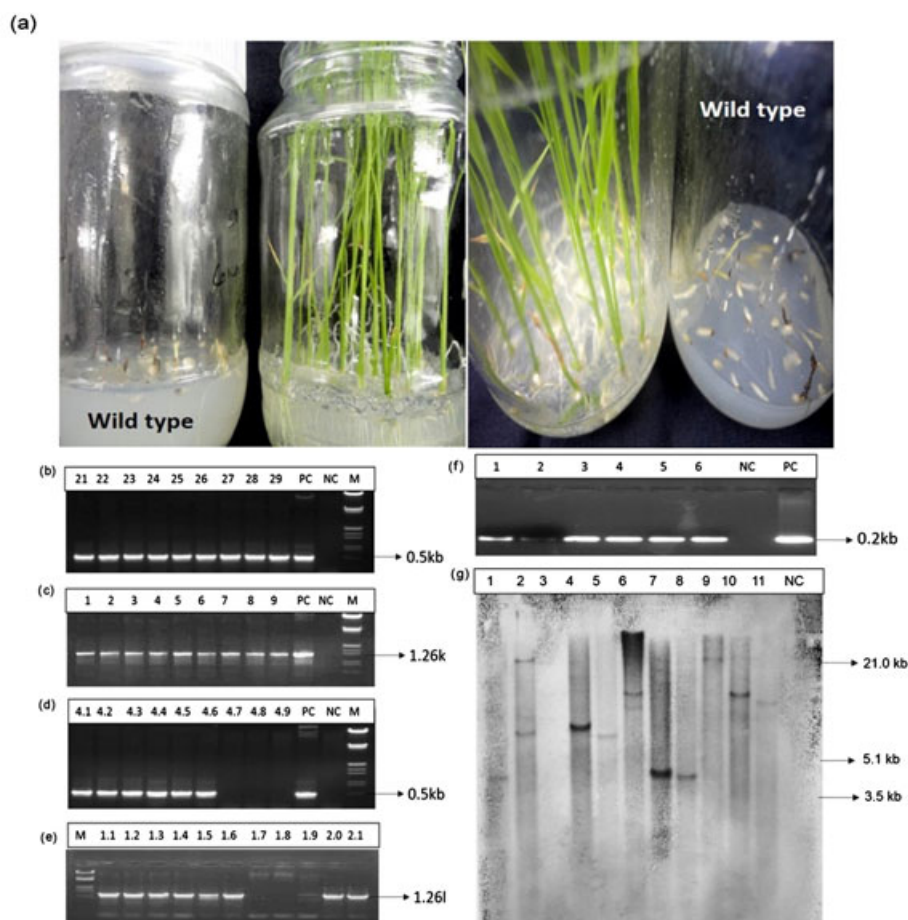 (a)
Wild type
Wild type
(b)
21 22 23 24 25 26 27 28 29 PC NC M
0.5kb
(c)
1 2 3 4 5 6 7 8 9 PC NC M
1.26k
(d)
4.1 4.2 4.3 4.4 4.5 4.6 4.7 4.8 4.9 PC NC M
0.5kb
(e)
M 1.1 1.2 1.3 1.4 1.5 1.6 1.7 1.8 1.9 2.0 2.1
1.26l
(f)
1 2 3 4 5 6 NC PC
0.2kb
(g)
1 2 3 4 5 6 7 8 9 10 11 NC
21.0 kb
5.1 kb
3.5 kb